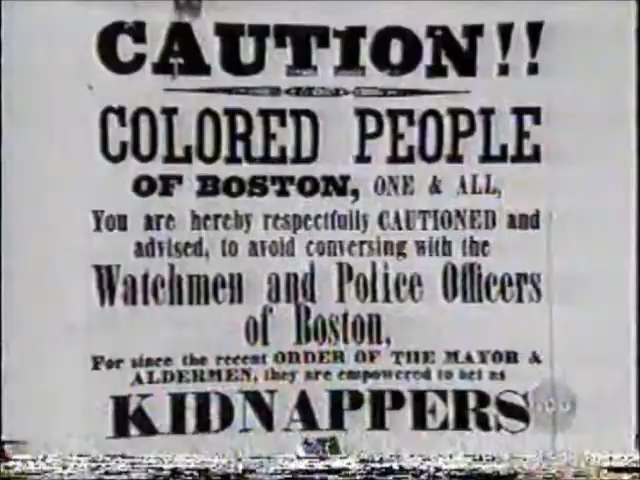 CAUTION!!
COLORED PEOPLE
OF BOSTON, ONE & ALL,
You are hereby respectfully CAUTIONED and
advised, to avoid conversing with the
Watchmen and Police Officers
of Boston,
For since the recent ORDER OF THE MAYOR &
ALDERMEN, they are empowered to act as
KIDNAPPERS